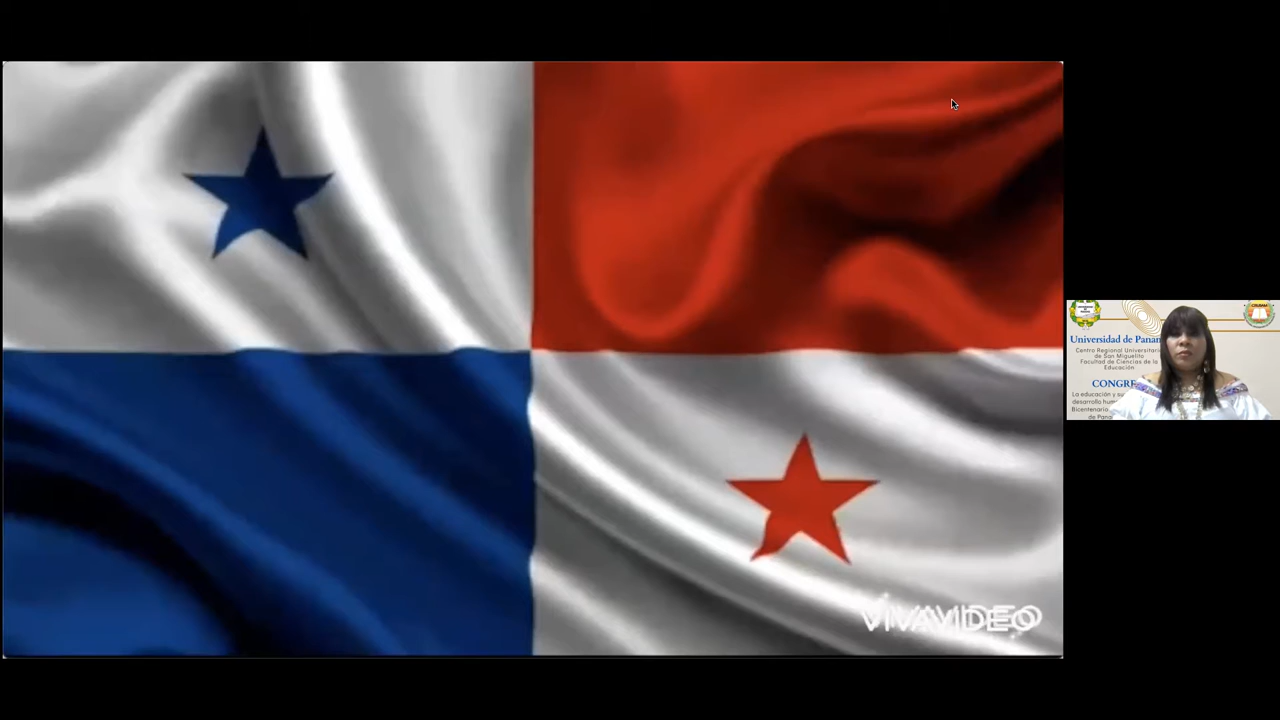 VIVAVIDEO
Universidad de Panam
Centro Regional Universitario
de San Miguelito
Facultad de Ciencias de la
Educación
CONGRE
La educación y su
desarrollo hum
Bicentenario
de Pana